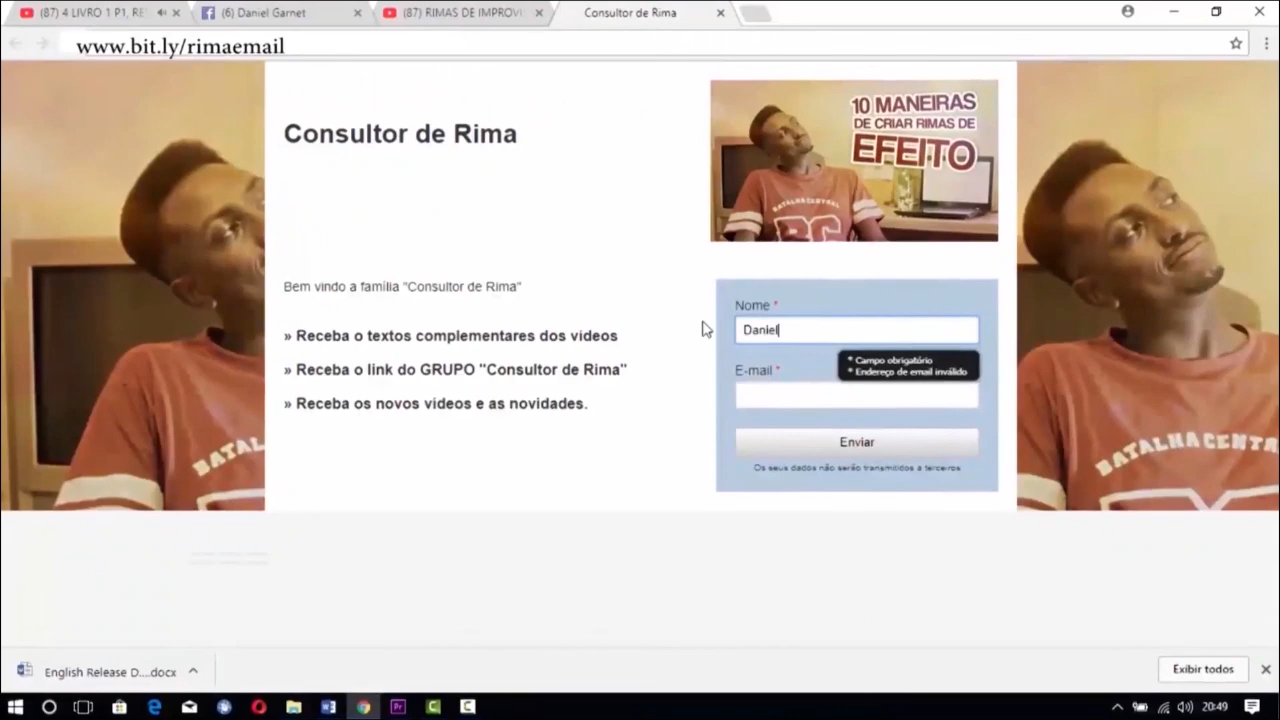 (87) 4 LIVRO 1 P1, RE
(6) Daniel Garnet
(87) RIMAS DE IMPROVI
Consultor de Rima
www.bit.ly/rimaemail
Consultor de Rima
10 MANEIRAS
DE CRIAR RIMAS DE
EFEITO
BATALHA CENTRAL
BC
Bem vindo a família "Consultor de Rima"
» Receba o textos complementares dos videos
» Receba o link do GRUPO "Consultor de Rima"
» Receba os novos videos e as novidades.
Nome *
Daniel
* Campo obrigatório
* Endereço de email inválido
E-mail *
Enviar
Os seus dados não serão transmitidos a terceiros
BATALHA CENTRA
English Release D....docx
Exibir todos
20:49